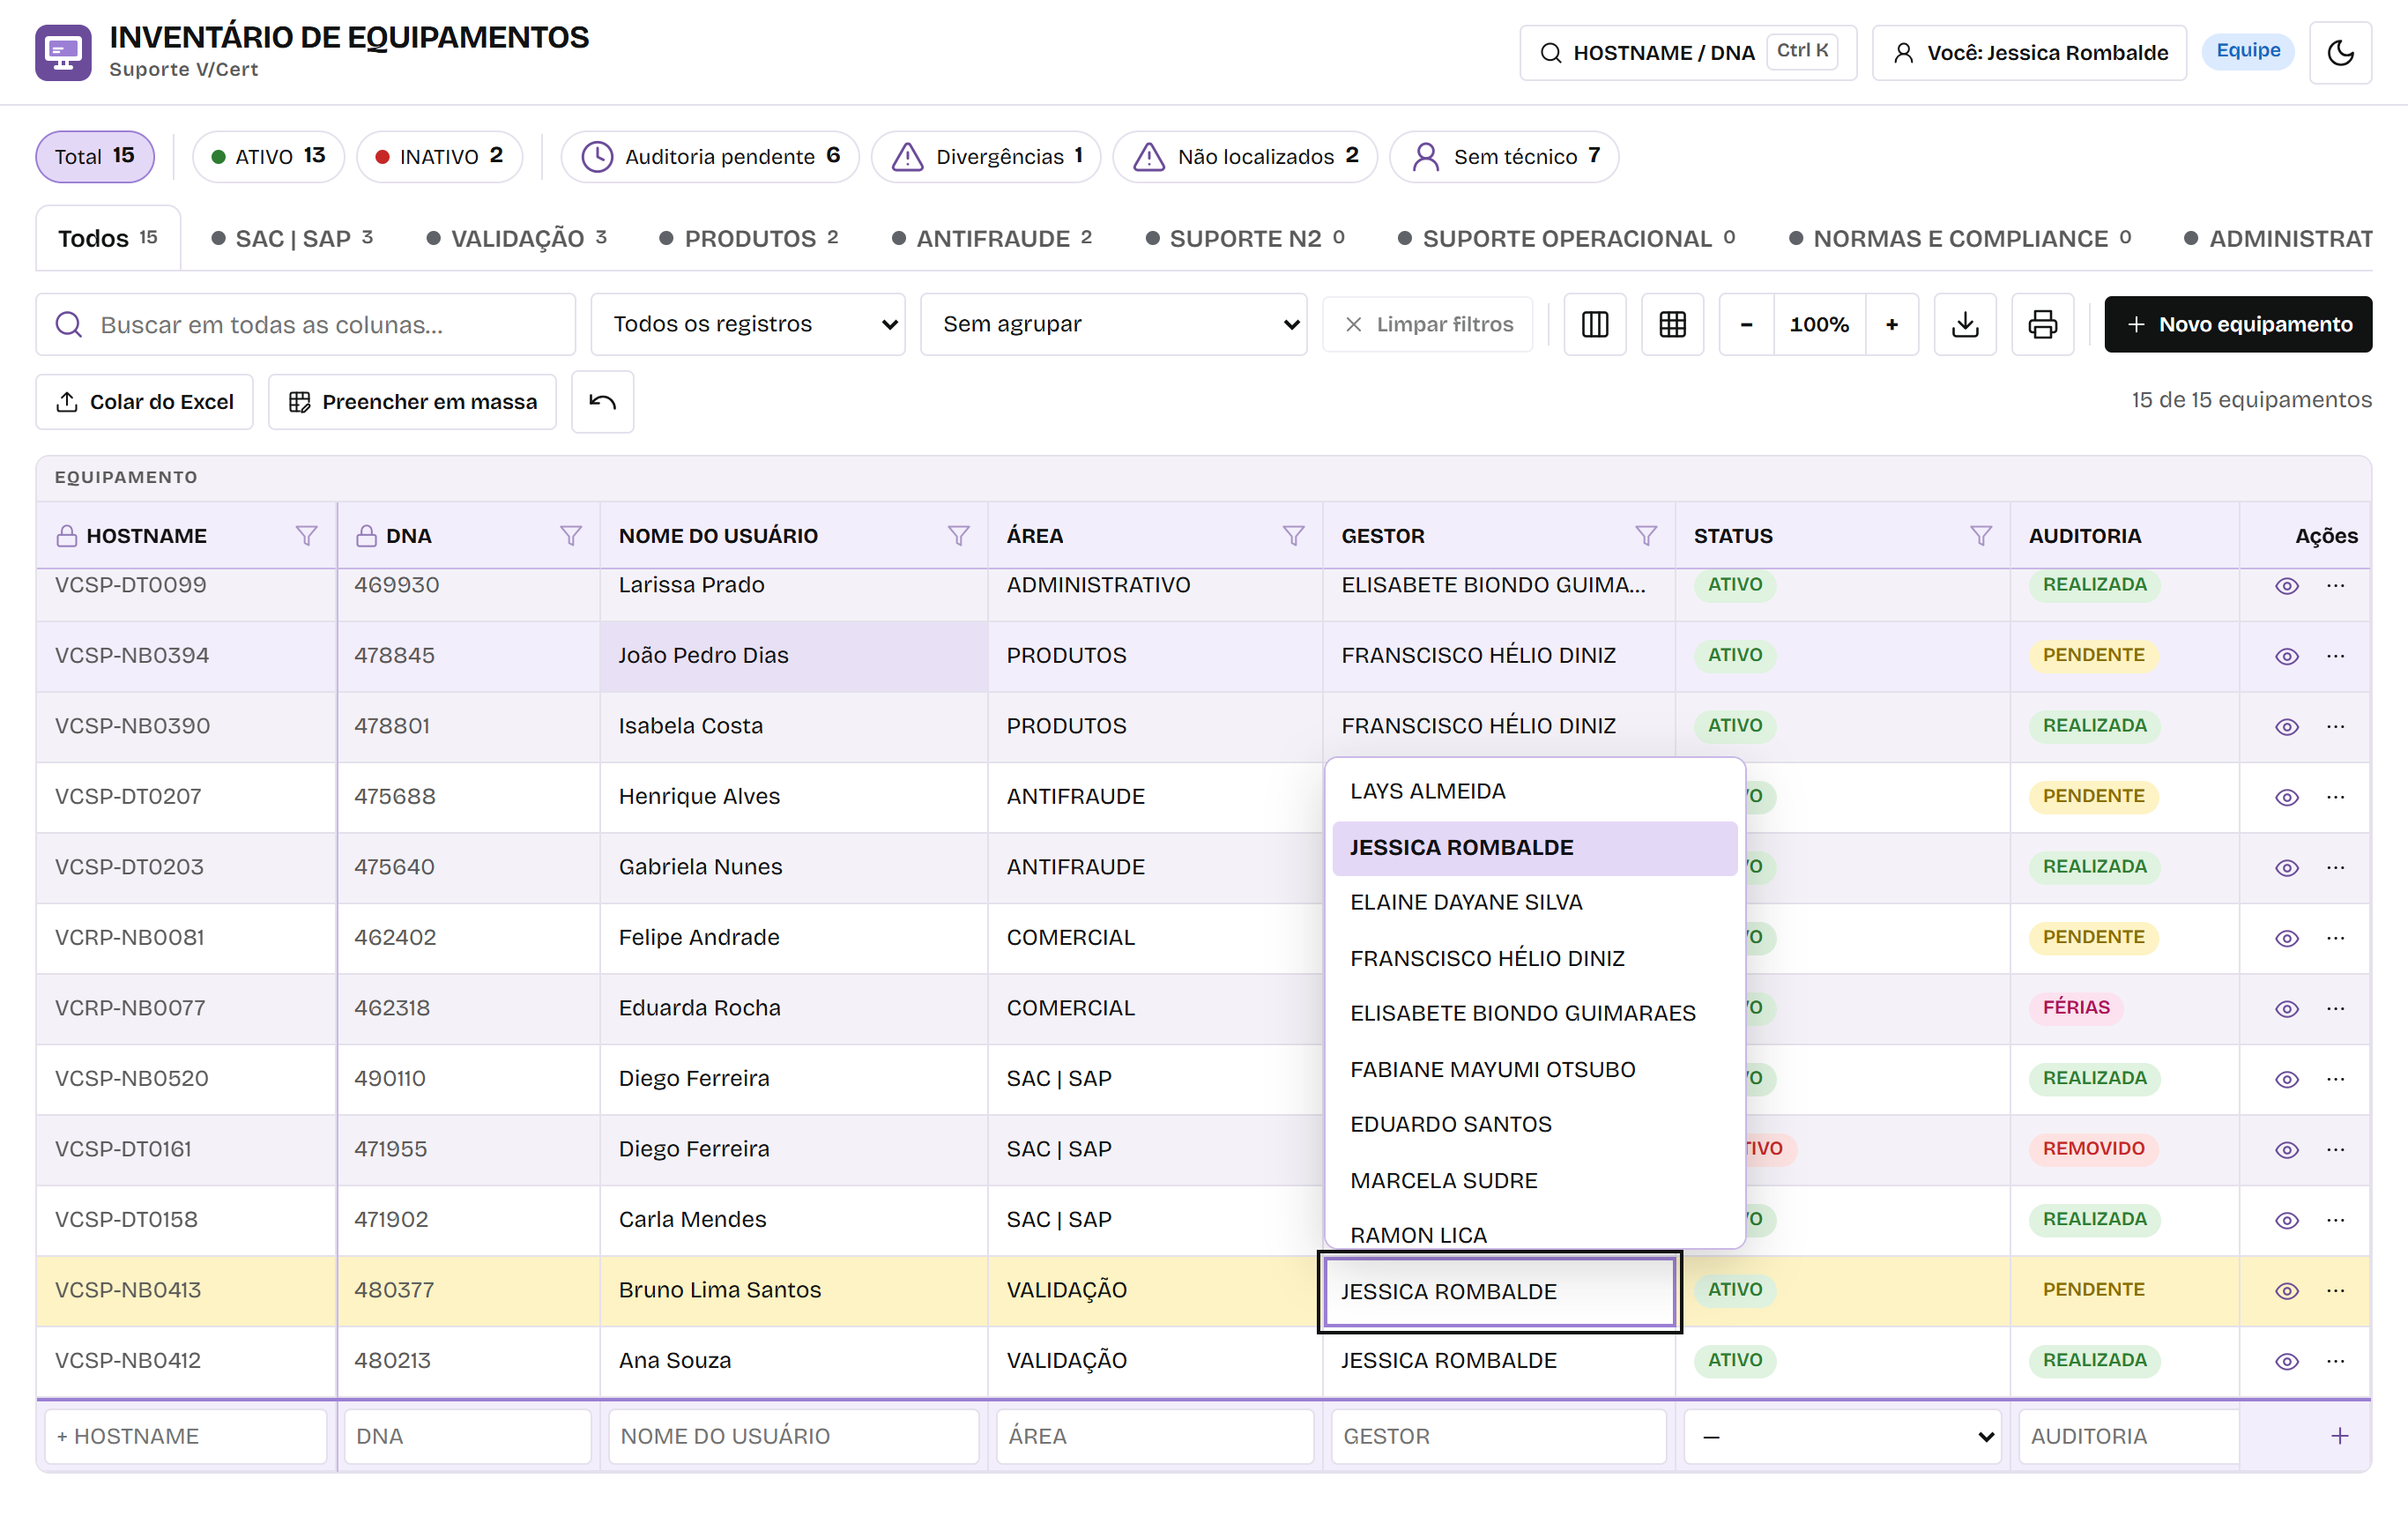 INVENTÁRIO DE EQUIPAMENTOS
Suporte V/Cert
HOSTNAME / DNA Ctrl K
Você: Jessica Rombalde
Equipe
Total 15
ATIVO 13
INATIVO 2
Auditoria pendente 6
Divergências 1
Não localizados 2
Sem técnico 7
Todos 15
SAC | SAP 3
VALIDAÇÃO 3
PRODUTOS 2
ANTIFRAUDE 2
SUPORTE N2 0
SUPORTE OPERACIONAL 0
NORMAS E COMPLIANCE 0
ADMINISTRAT
Buscar em todas as colunas...
Todos os registros
Sem agrupar
Limpar filtros
− 100% +
+ Novo equipamento
Colar do Excel
Preencher em massa
15 de 15 equipamentos
EQUIPAMENTO
HOSTNAME DNA NOME DO USUÁRIO ÁREA GESTOR STATUS AUDITORIA Ações
VCSP-DT0099 469930 Larissa Prado ADMINISTRATIVO ELISABETE BIONDO GUIMA... ATIVO REALIZADA ...
VCSP-NB0394 478845 João Pedro Dias PRODUTOS FRANSCISCO HÉLIO DINIZ ATIVO PENDENTE ...
VCSP-NB0390 478801 Isabela Costa PRODUTOS FRANSCISCO HÉLIO DINIZ ATIVO REALIZADA ...
VCSP-DT0207 475688 Henrique Alves ANTIFRAUDE VO PENDENTE ...
VCSP-DT0203 475640 Gabriela Nunes ANTIFRAUDE VO REALIZADA ...
VCRP-NB0081 462402 Felipe Andrade COMERCIAL VO PENDENTE ...
VCRP-NB0077 462318 Eduarda Rocha COMERCIAL VO FÉRIAS ...
VCSP-NB0520 490110 Diego Ferreira SAC | SAP VO REALIZADA ...
VCSP-DT0161 471955 Diego Ferreira SAC | SAP TIVO REMOVIDO ...
VCSP-DT0158 471902 Carla Mendes SAC | SAP VO REALIZADA ...
LAYS ALMEIDA
JESSICA ROMBALDE
ELAINE DAYANE SILVA
FRANSCISCO HÉLIO DINIZ
ELISABETE BIONDO GUIMARAES
FABIANE MAYUMI OTSUBO
EDUARDO SANTOS
MARCELA SUDRE
RAMON LICA
VCSP-NB0413 480377 Bruno Lima Santos VALIDAÇÃO JESSICA ROMBALDE ATIVO PENDENTE ...
VCSP-NB0412 480213 Ana Souza VALIDAÇÃO JESSICA ROMBALDE ATIVO REALIZADA ...
+ HOSTNAME DNA NOME DO USUÁRIO ÁREA GESTOR — AUDITORIA +